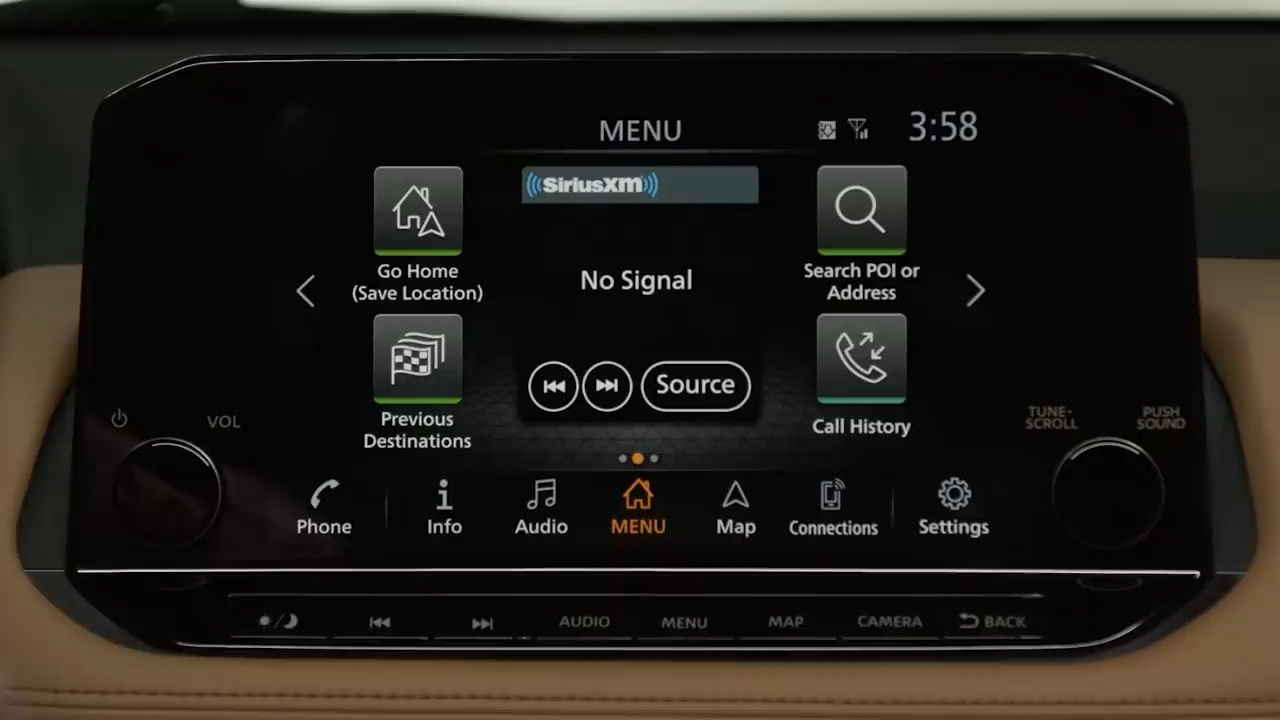 MENU
3:58
SiriusXM
Go Home
(Save Location)
No Signal
Search POI or
Address
Previous
Destinations
Source
Call History
VOL
TUNE·
SCROLL
PUSH
SOUND
Phone
Info
Audio
MENU
Map
Connections
Settings
AUDIO
MENU
MAP
CAMERA
BACK